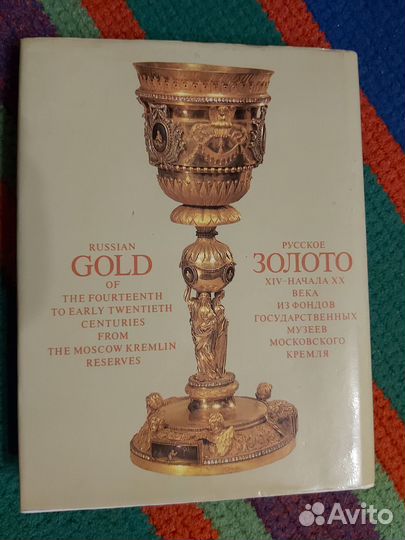 RUSSIAN
GOLD
OF
THE FOURTEENTH
TO EARLY TWENTIETH
CENTURIES
FROM
THE MOSCOW KREMLIN
RESERVES
РУССКОЕ
ЗОЛОТО
XIV–НАЧАЛА XX
ВЕКА
ИЗ ФОНДОВ
ГОСУДАРСТВЕННЫХ
МУЗЕЕВ
МОСКОВСКОГО
КРЕМЛЯ
Avito